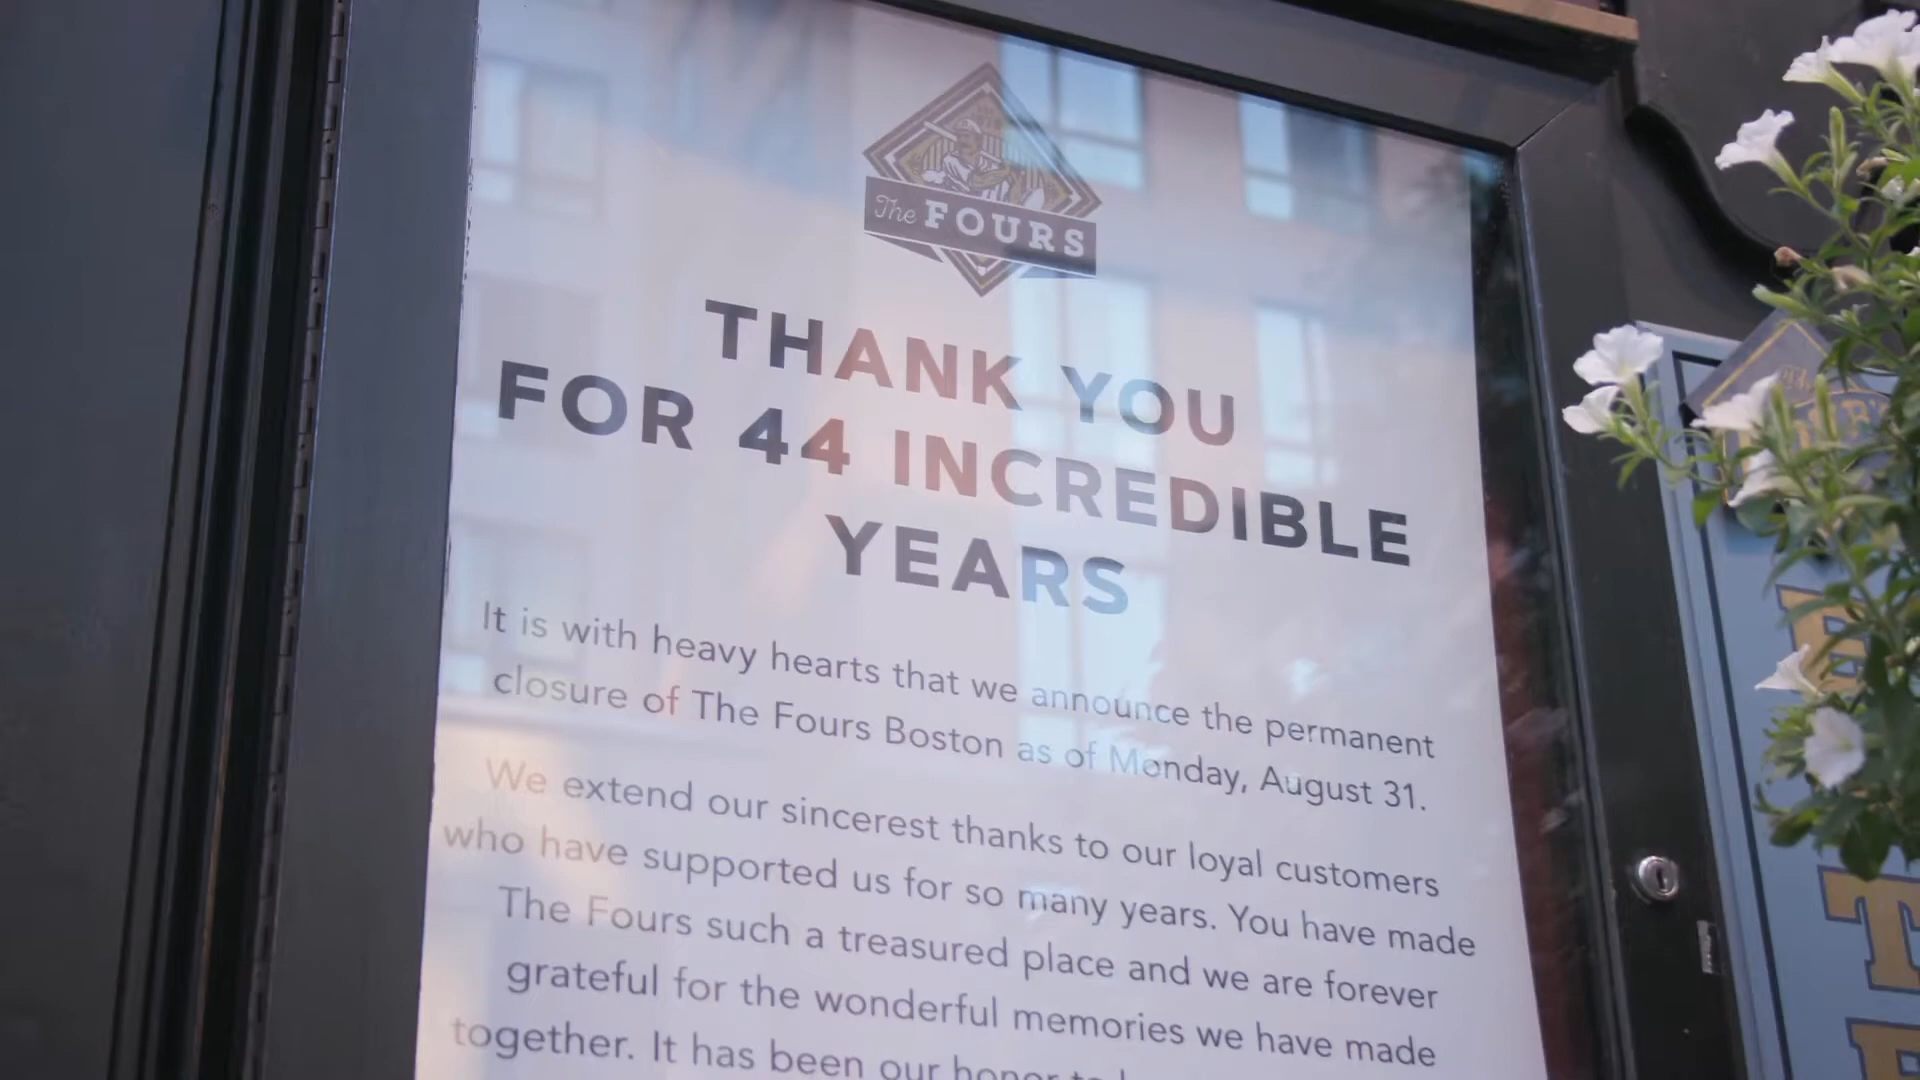 The FOURS
THANK YOU
FOR 44 INCREDIBLE
YEARS
It is with heavy hearts that we announce the permanent
closure of The Fours Boston as of Monday, August 31.
We extend our sincerest thanks to our loyal customers
who have supported us for so many years. You have made
The Fours such a treasured place and we are forever
grateful for the wonderful memories we have made
together. It has been our honor to